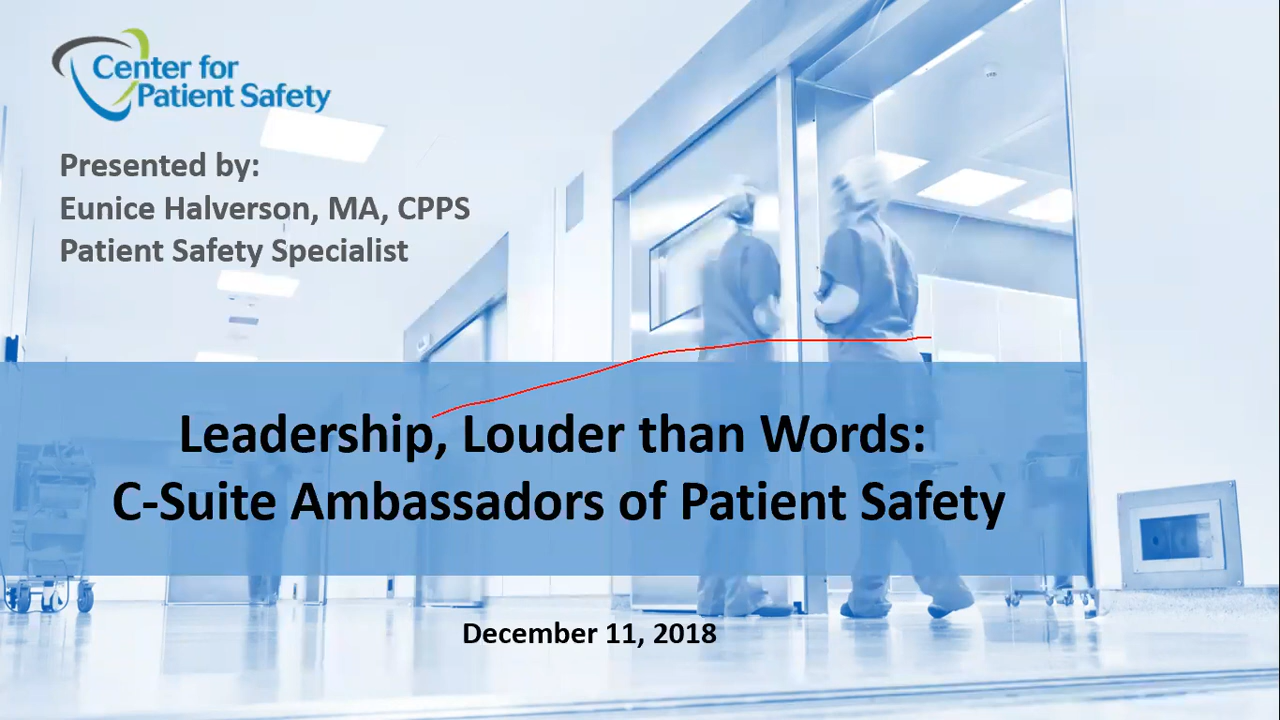 Center for
Patient Safety
Presented by:
Eunice Halverson, MA, CPPS
Patient Safety Specialist
Leadership, Louder than Words:
C-Suite Ambassadors of Patient Safety
December 11, 2018